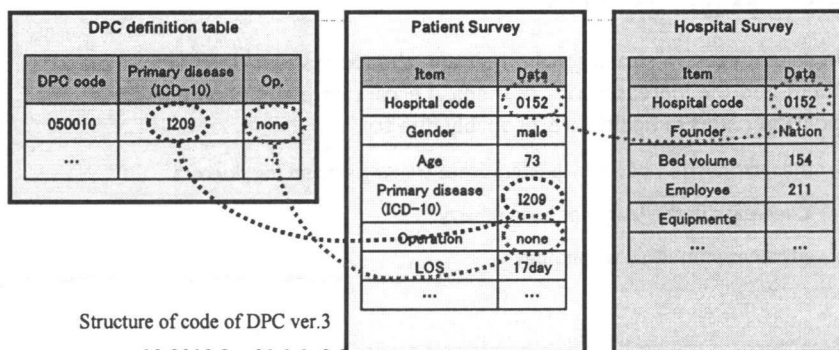 DPC definition table
DPC code Primary disease (ICD-10) Op.
050010 I209 none
... ...
Patient Survey
Item Data
Hospital code 0152
Gender male
Age 73
Primary disease (ICD-10) I209
Operation none
LOS 17day
... ...
Hospital Survey
Item Data
Hospital code 0152
Founder Nation
Bed volume 154
Employee 211
Equipments
... ...
Structure of code of DPC ver.3